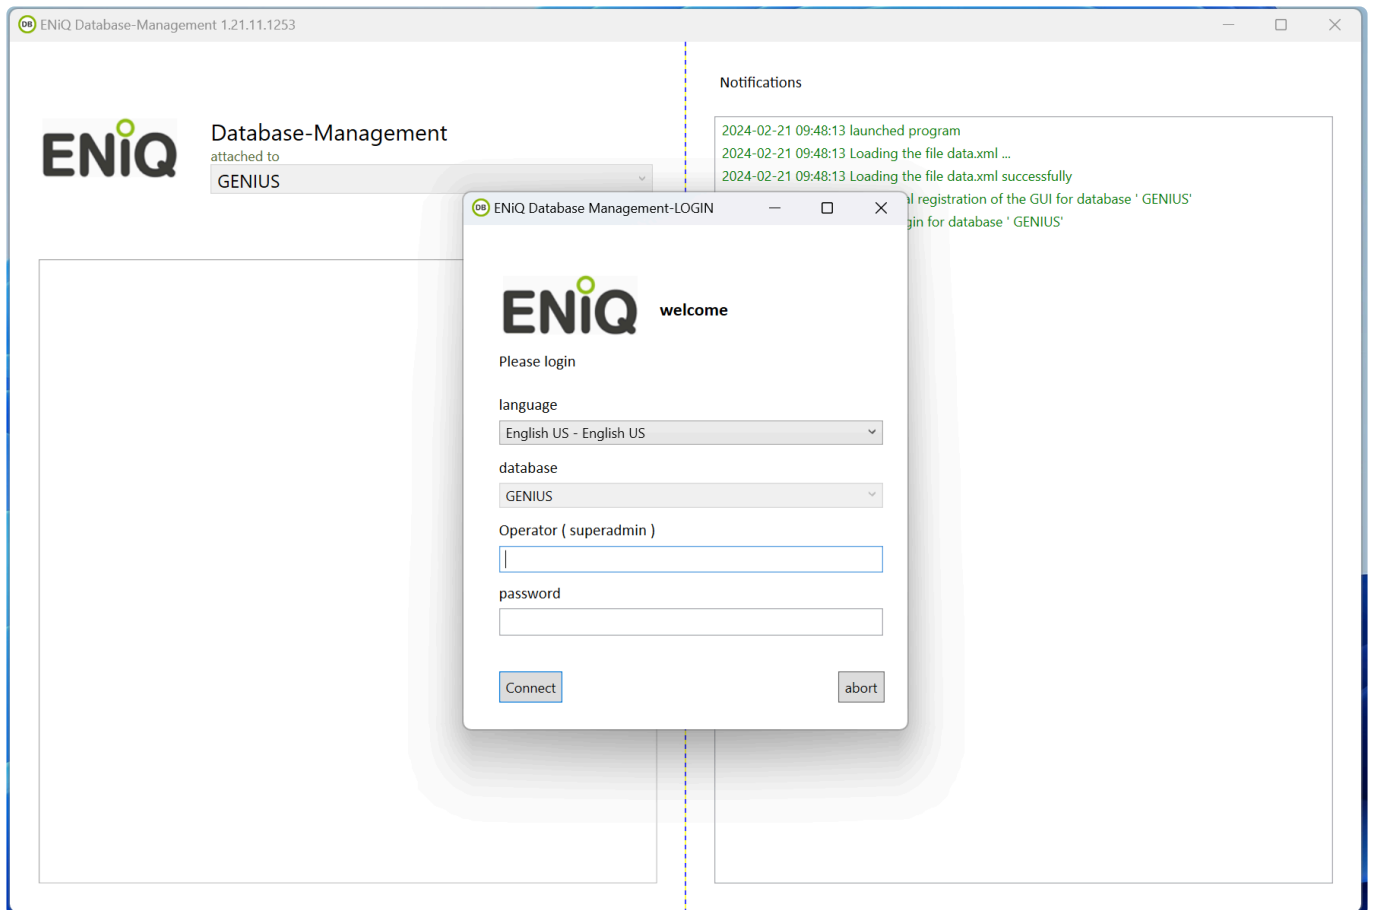 DB ENiQ Database-Management 1.21.11.1253
Notifications
ENiQ
Database-Management
attached to
GENIUS
2024-02-21 09:48:13 launched program
2024-02-21 09:48:13 Loading the file data.xml ...
2024-02-21 09:48:13 Loading the file data.xml successfully
registration of the GUI for database ' GENIUS'
for database ' GENIUS'
DB ENiQ Database Management-LOGIN
ENiQ
welcome
Please login
language
English US - English US
database
GENIUS
Operator ( superadmin )
password
Connect
abort